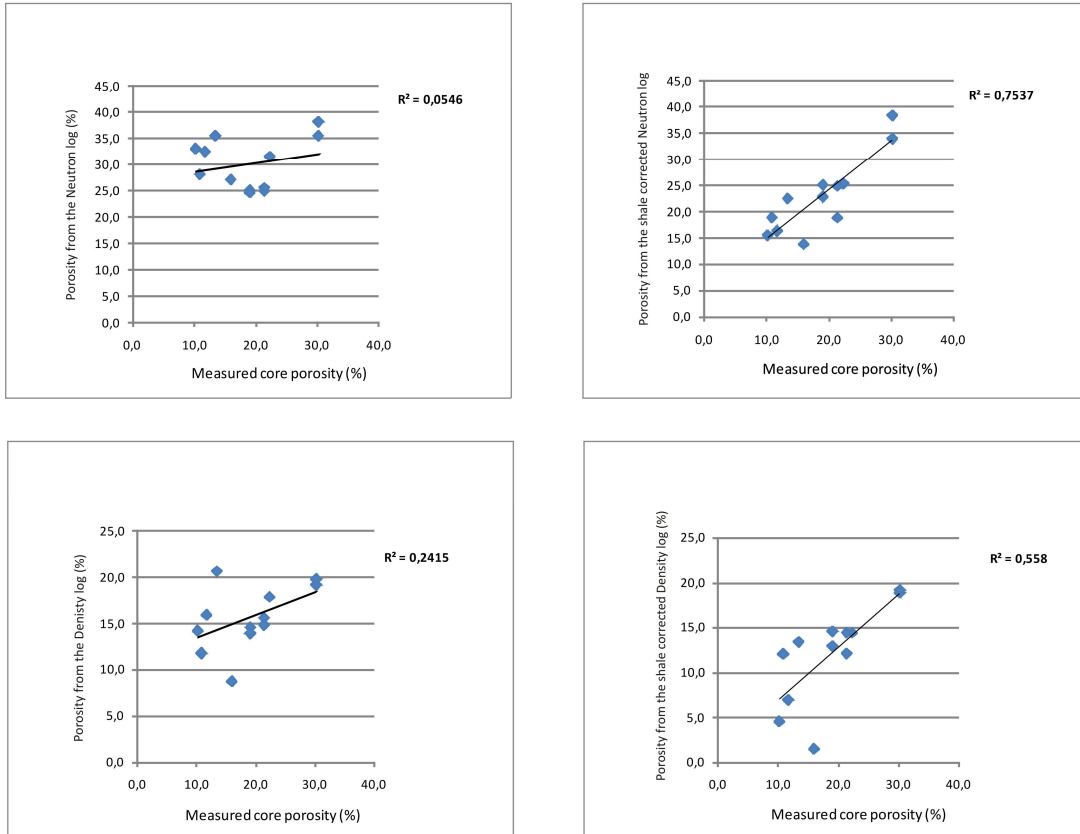 R² = 0,0546
Porosity from the Neutron log (%)
45,0
40,0
35,0
30,0
25,0
20,0
15,0
10,0
5,0
0,0
0,0 10,0 20,0 30,0 40,0
Measured core porosity (%)
R² = 0,7537
Porosity from the shale corrected Neutron log
45,0
40,0
35,0
30,0
25,0
20,0
15,0
10,0
5,0
0,0
0,0 10,0 20,0 30,0 40,0
Measured core porosity (%)
R² = 0,2415
Porosity from the Denisty log (%)
25,0
20,0
15,0
10,0
5,0
0,0
0,0 10,0 20,0 30,0 40,0
Measured core porosity (%)
R² = 0,558
Porosity from the shale corrected Density log (%)
25,0
20,0
15,0
10,0
5,0
0,0
0,0 10,0 20,0 30,0 40,0
Measured core porosity (%)